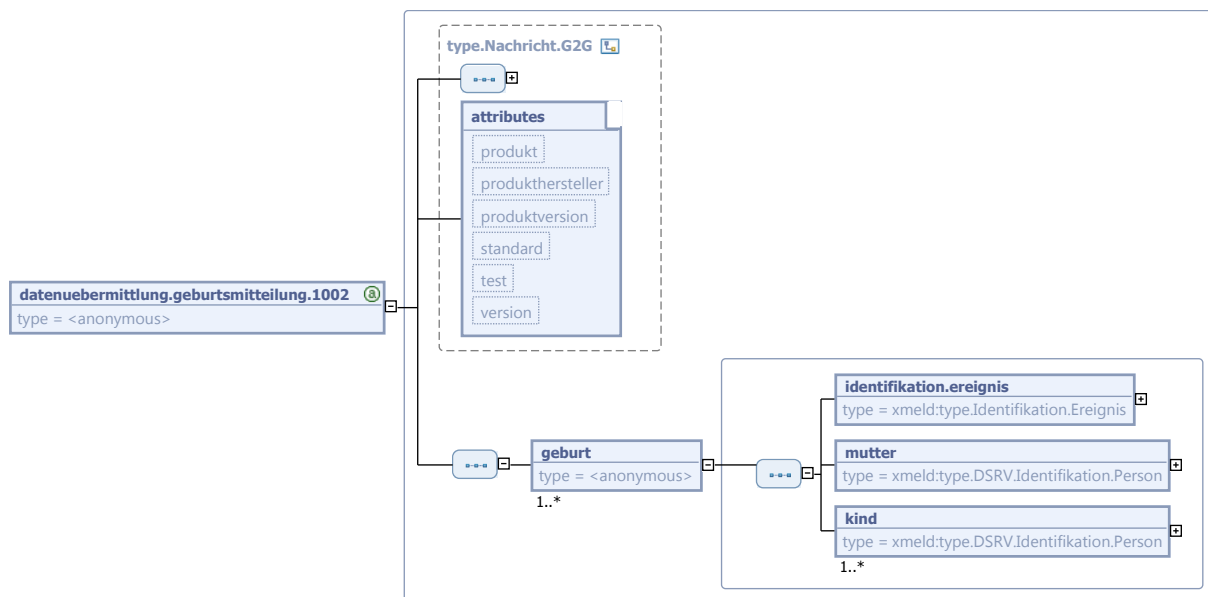 type.Nachricht.G2G
attributes
produkt
produkthersteller
produktversion
standard
test
version
datenuebermittlung.geburtsmitteilung.1002
type = <anonymous>
geburt
type = <anonymous>
1..*
identifikation.ereignis
type = xmeld:type.Identifikation.Ereignis
mutter
type = xmeld:type.DSRV.Identifikation.Person
kind
type = xmeld:type.DSRV.Identifikation.Person
1..*